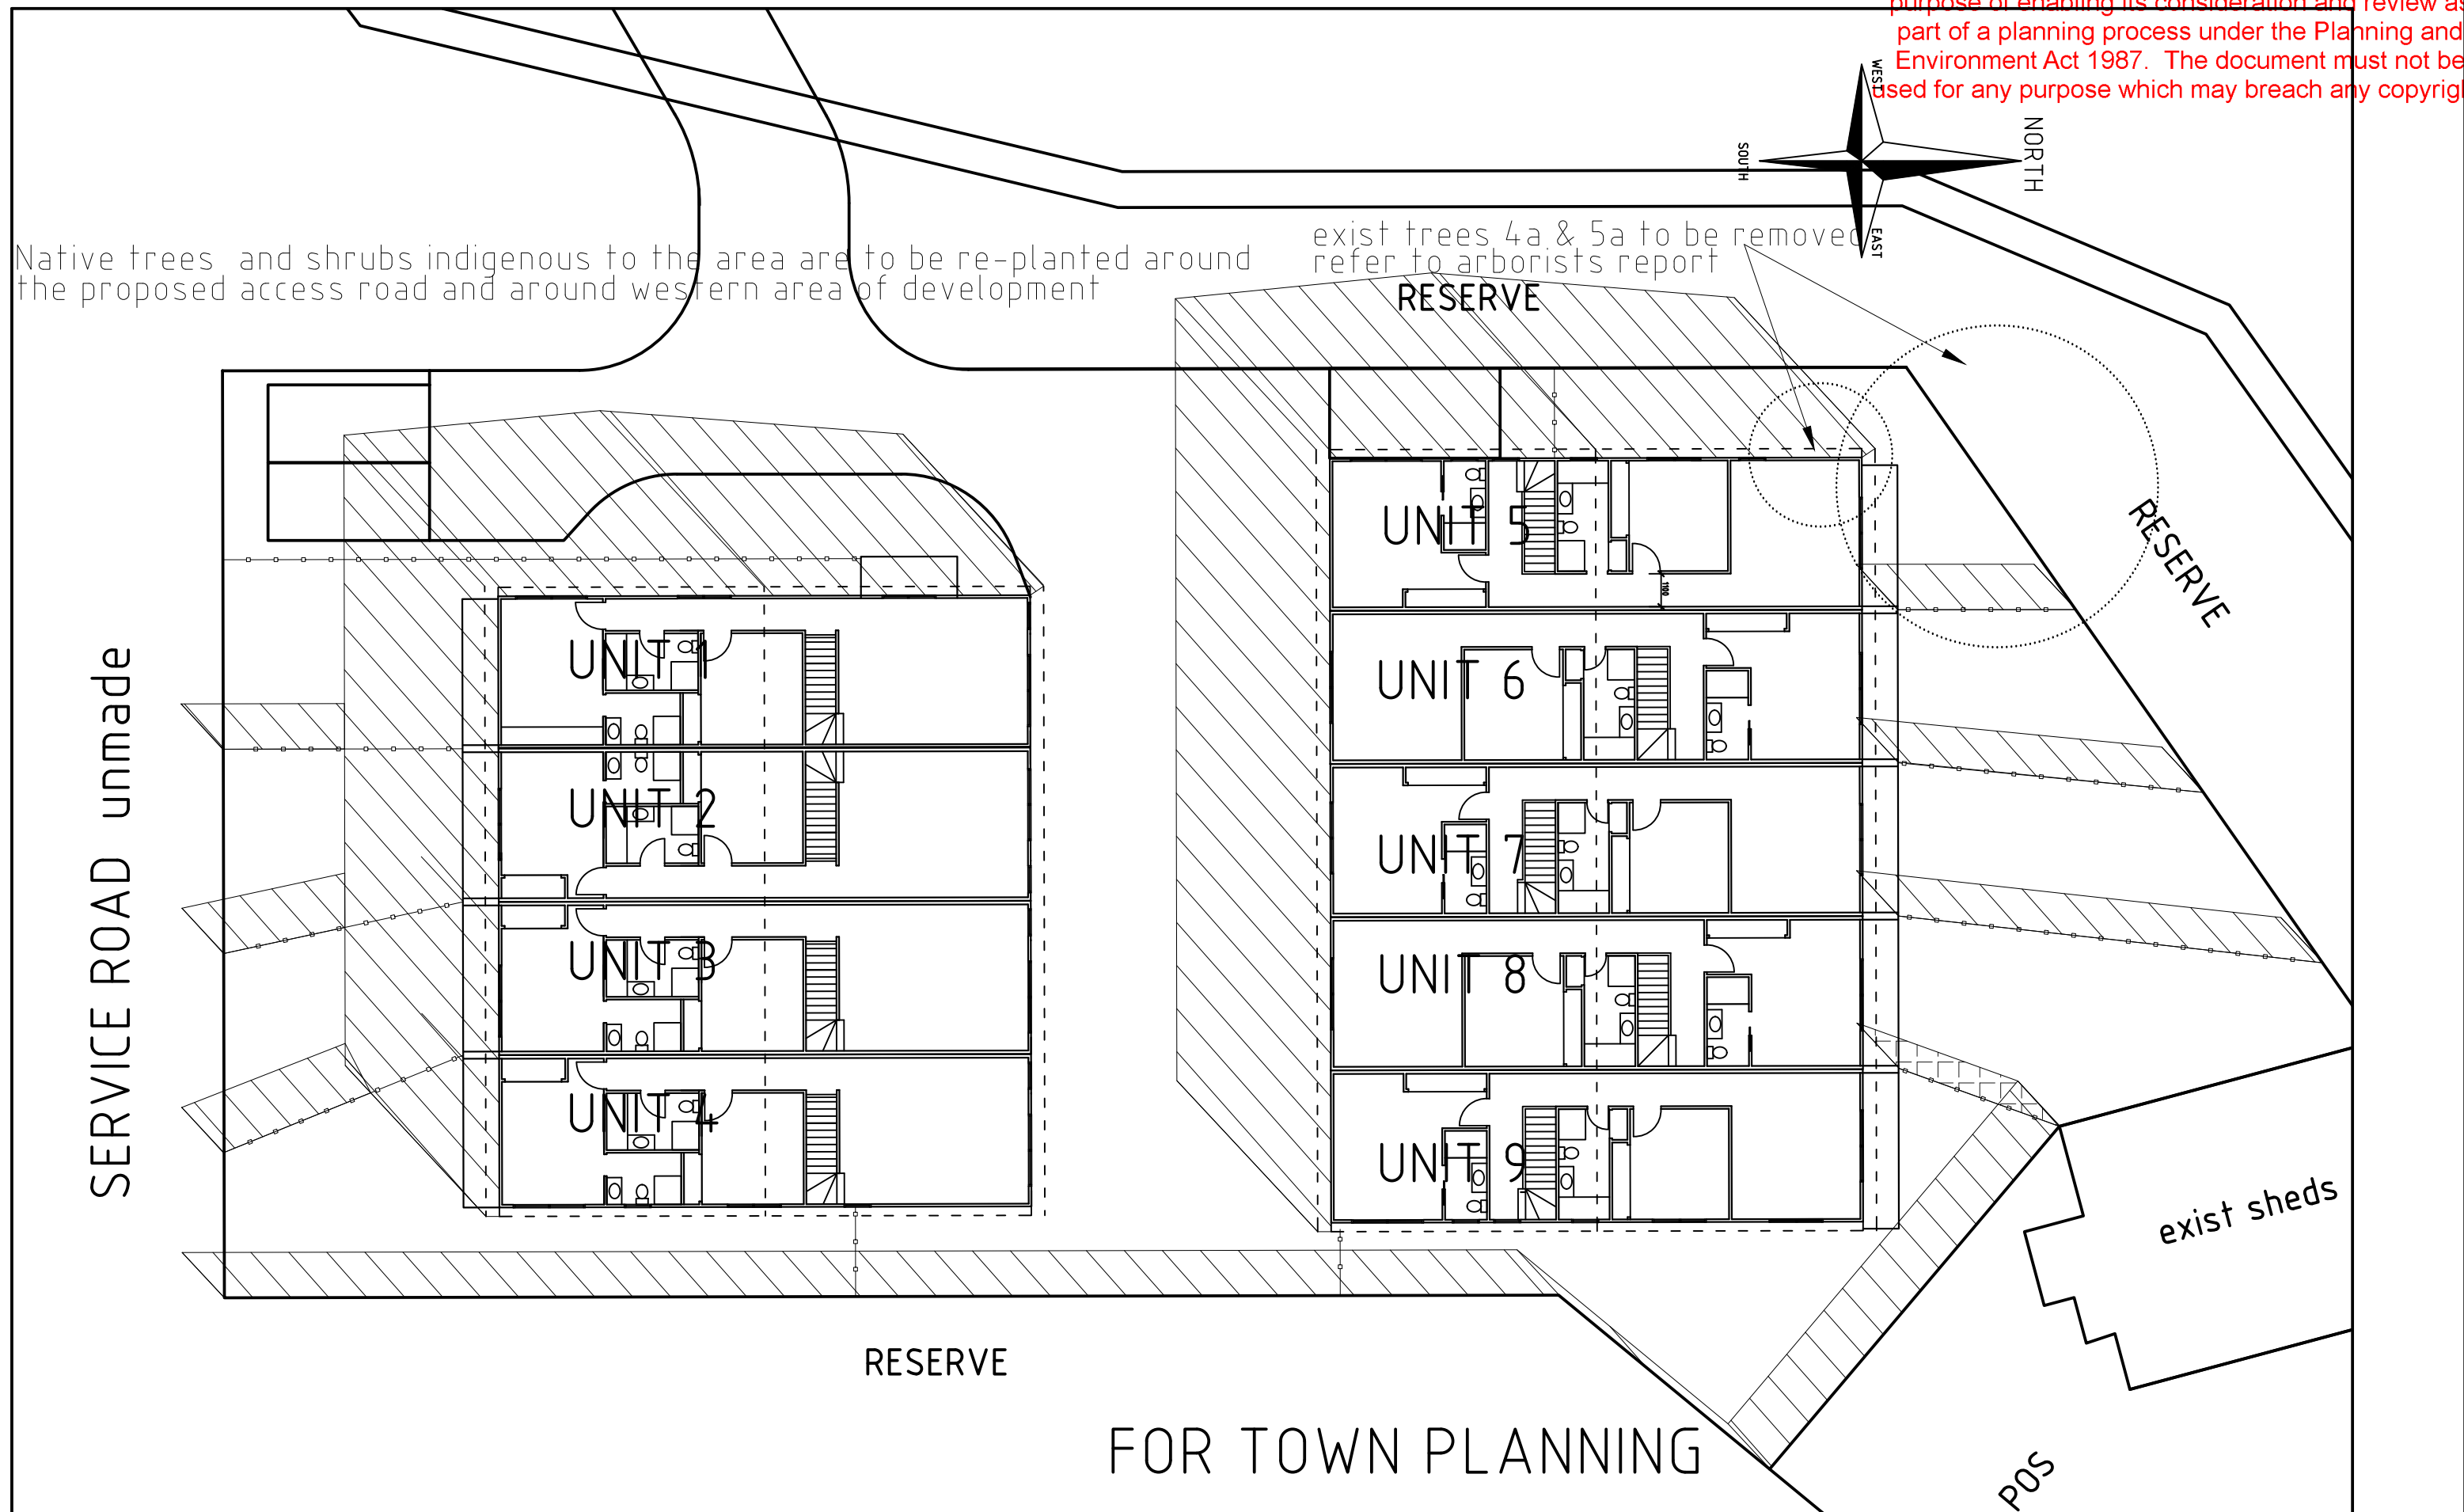 purpose of enabling its consideration and review as
part of a planning process under the Planning and
Environment Act 1987. The document must not be
used for any purpose which may breach any
WEST
NORTH
SOUTH
EAST
Native trees and shrubs indigenous to the area are to be re-planted around
the proposed access road and around western area of development
exist trees 4a & 5a to be removed
refer to arborists report
RESERVE
RESERVE
UNIT 5
1100
UNIT 1
UNIT 6
UNIT 2
UNIT 7
UNIT 3
UNIT 8
UNIT 4
UNIT 9
SERVICE ROAD unmade
exist sheds
RESERVE
FOR TOWN PLANNING
POS